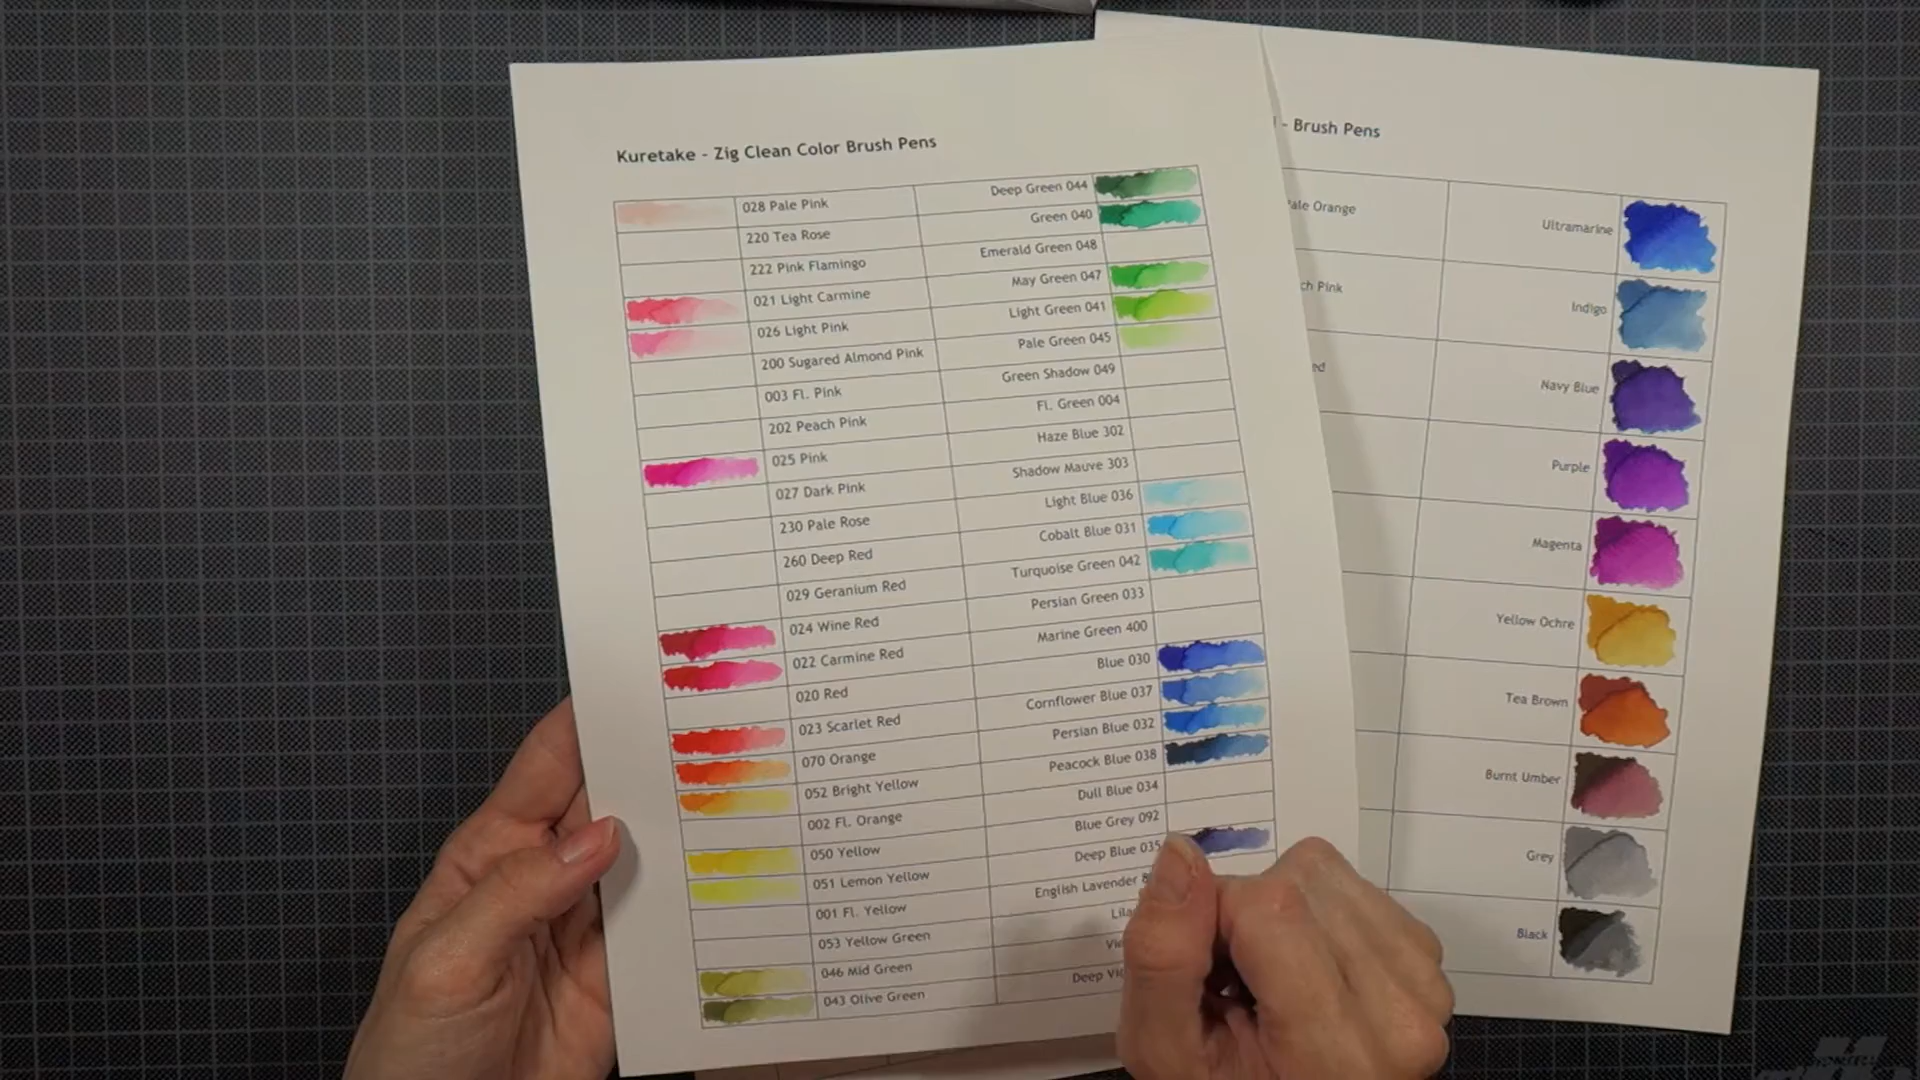 Kuretake - Zig Clean Color Brush Pens
028 Pale Pink
220 Tea Rose
222 Pink Flamingo
021 Light Carmine
026 Light Pink
200 Sugared Almond Pink
003 Fl. Pink
202 Peach Pink
025 Pink
027 Dark Pink
230 Pale Rose
260 Deep Red
029 Geranium Red
024 Wine Red
022 Carmine Red
020 Red
023 Scarlet Red
070 Orange
052 Bright Yellow
002 Fl. Orange
050 Yellow
051 Lemon Yellow
001 Fl. Yellow
053 Yellow Green
046 Mid Green
043 Olive Green
Deep Green 044
Green 040
Emerald Green 048
May Green 047
Light Green 041
Pale Green 045
Green Shadow 049
Fl. Green 004
Haze Blue 302
Shadow Mauve 303
Light Blue 036
Cobalt Blue 031
Turquoise Green 042
Persian Green 033
Marine Green 400
Blue 030
Cornflower Blue 037
Persian Blue 032
Peacock Blue 038
Dull Blue 034
Blue Grey 092
Deep Blue 035
English Lavender
Deep
- Brush Pens
Orange
Pink
Ultramarine
Indigo
Navy Blue
Purple
Magenta
Yellow Ochre
Tea Brown
Burnt Umber
Grey
Black